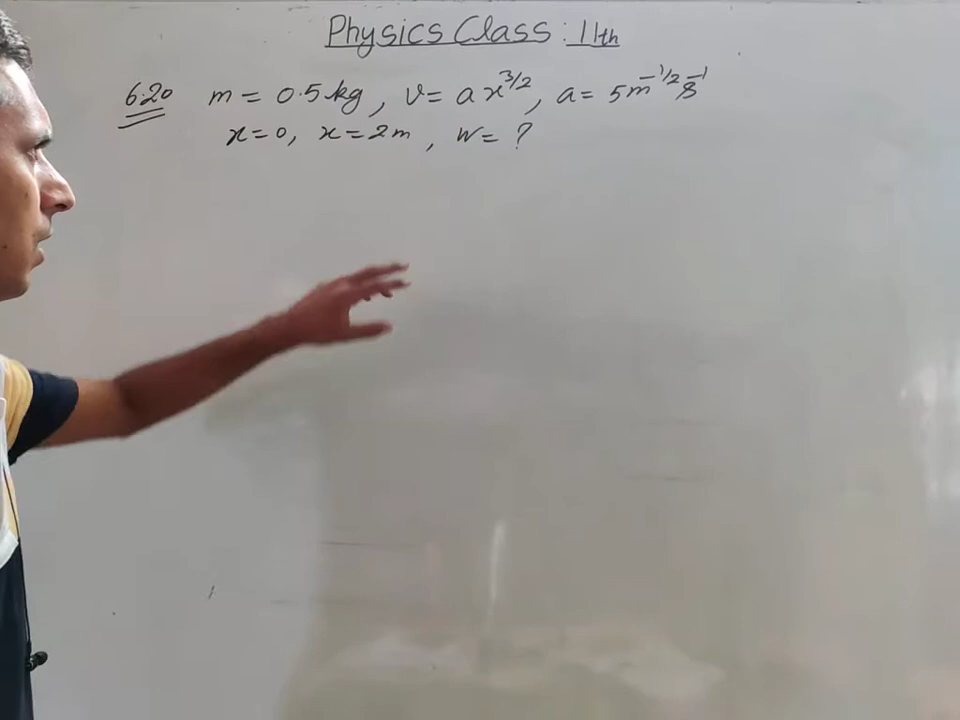 Physics Class : 11th
6.20 m = 0.5 kg, v = a x^{3/2}, a = 5 m^{-1/2} s^{-1}
x = 0, x = 2m, W = ?